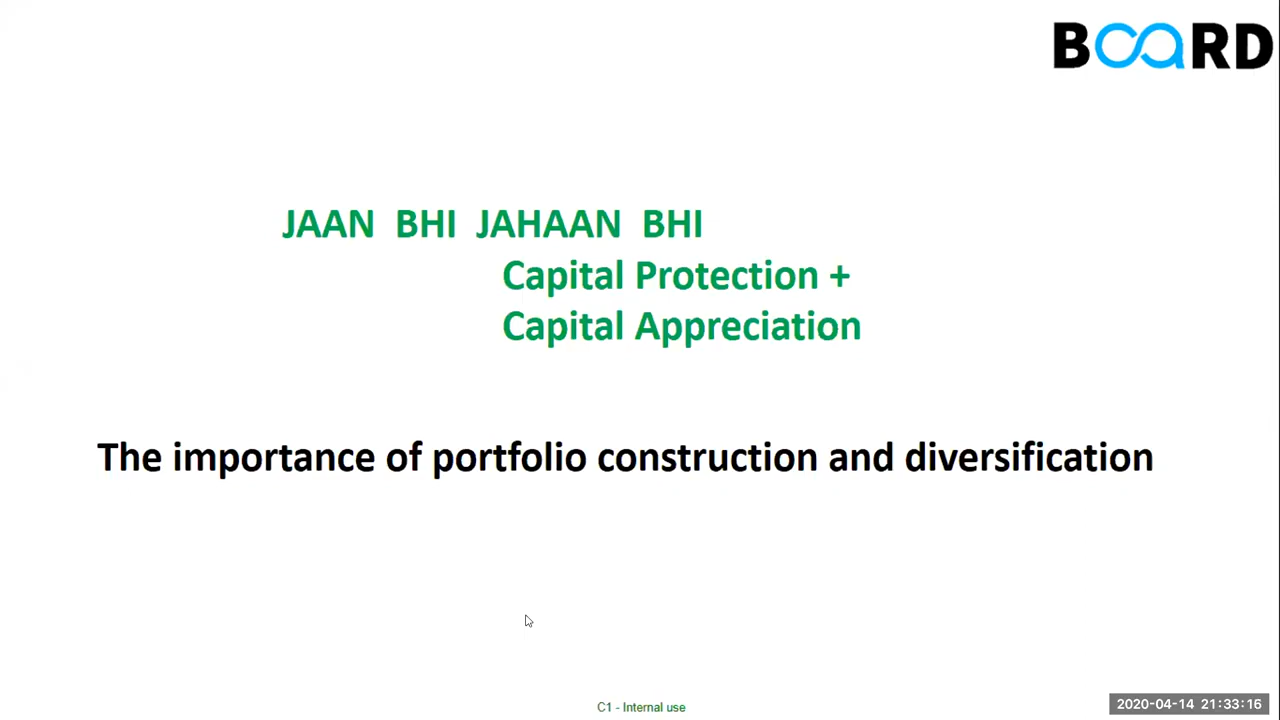 BOARD
JAAN BHI JAHAAN BHI
Capital Protection +
Capital Appreciation
The importance of portfolio construction and diversification
C1 - Internal use
2020-04-14 21:33:16